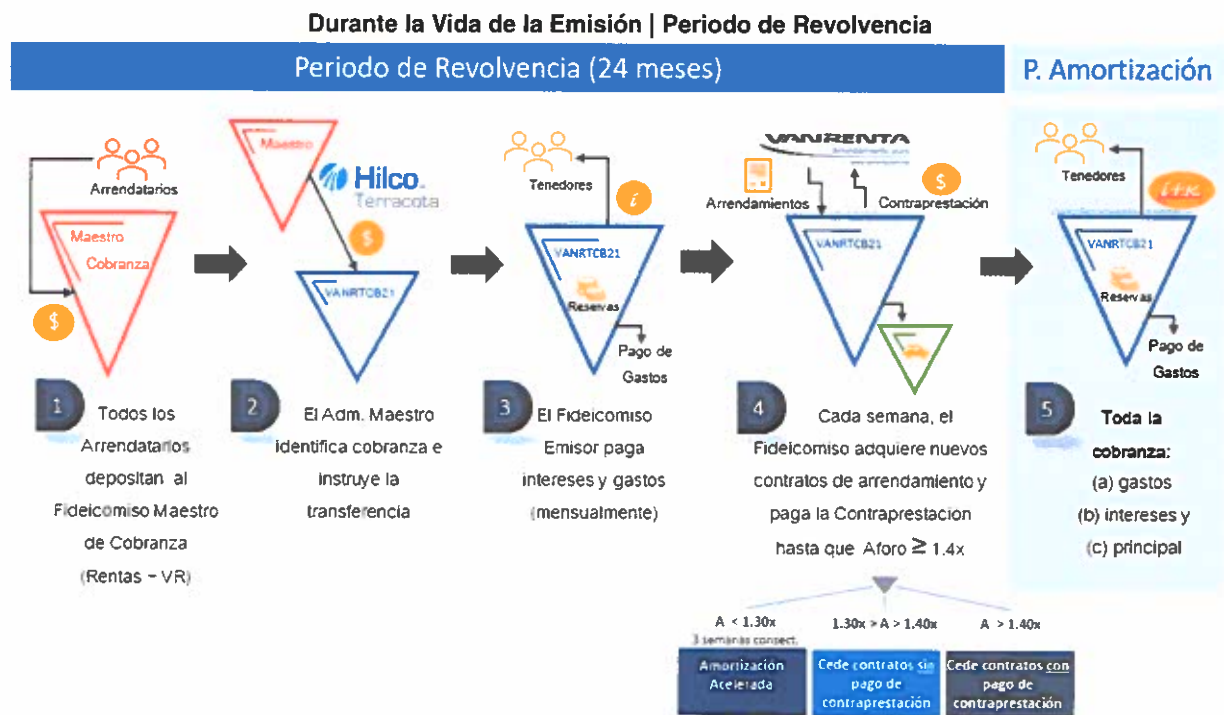 Durante la Vida de la Emisión | Periodo de Revolvencia
Periodo de Revolvencia (24 meses)
P. Amortización
Arrendatarios
Maestro
Cobranza
$
1
Todos los
Arrendatarios
depositan al
Fideicomiso Maestro
de Cobranza
(Rentas - VR)
Maestro
Hilco
Terracota
$
VANRTCB21
2
El Adm. Maestro
identifica cobranza e
instruye la
transferencia
Tenedores
i
VANRTCB21
Reservas
Pago de
Gastos
3
El Fideicomiso
Emisor paga
intereses y gastos
(mensualmente)
VANRENTA
Arrendamientos
$
Contraprestación
VANRTCB21
4
Cada semana, el
Fideicomiso adquiere nuevos
contratos de arrendamiento y
paga la Contraprestacion
hasta que Aforo ≥ 1.4x
A < 1.30x
3 semanas consect.
Amortización
Acelerada
1.30x > A > 1.40x
Cede contratos sin
pago de
contraprestación
A > 1.40x
Cede contratos con
pago de
contraprestación
Tenedores
i+K
VANRTCB21
Reservas
Pago de
Gastos
5
Toda la
cobranza:
(a) gastos
(b) intereses y
(c) principal